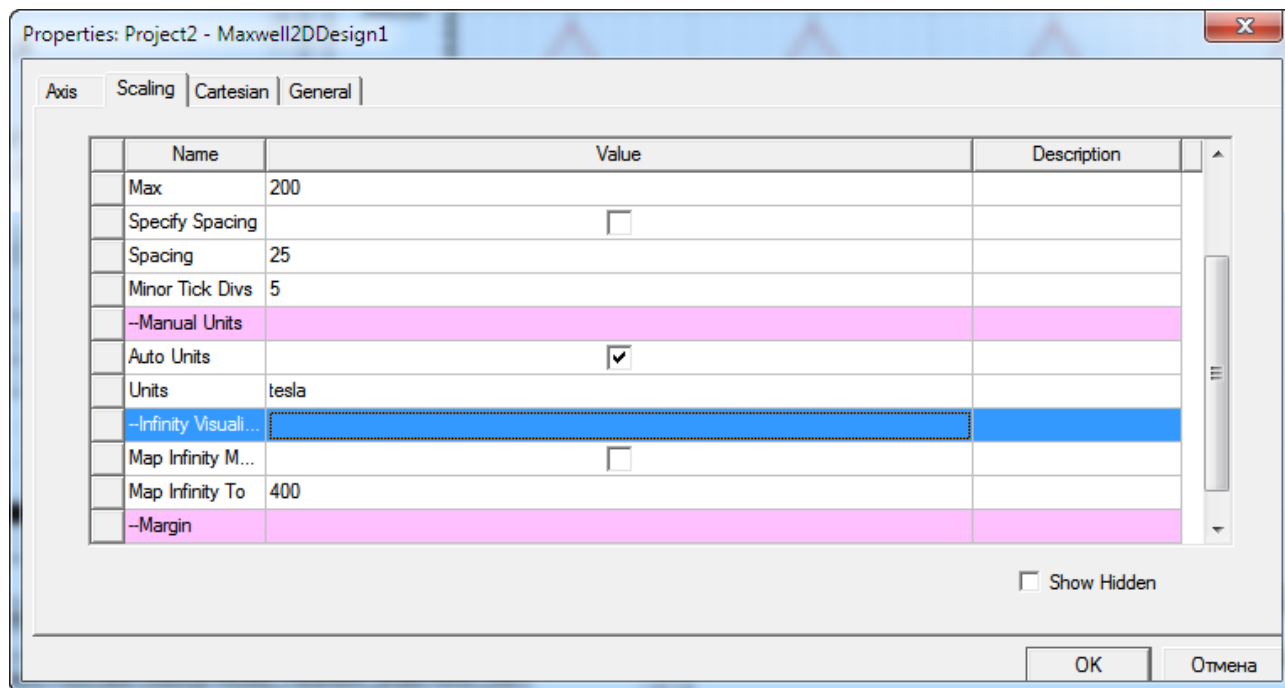 Properties: Project2 - Maxwell2DDesign1
Axis Scaling Cartesian General
Name Value Description
Max 200
Specify Spacing
Spacing 25
Minor Tick Divs 5
--Manual Units
Auto Units
Units tesla
--Infinity Visuali...
Map Infinity M...
Map Infinity To 400
--Margin
Show Hidden
OK Отмена